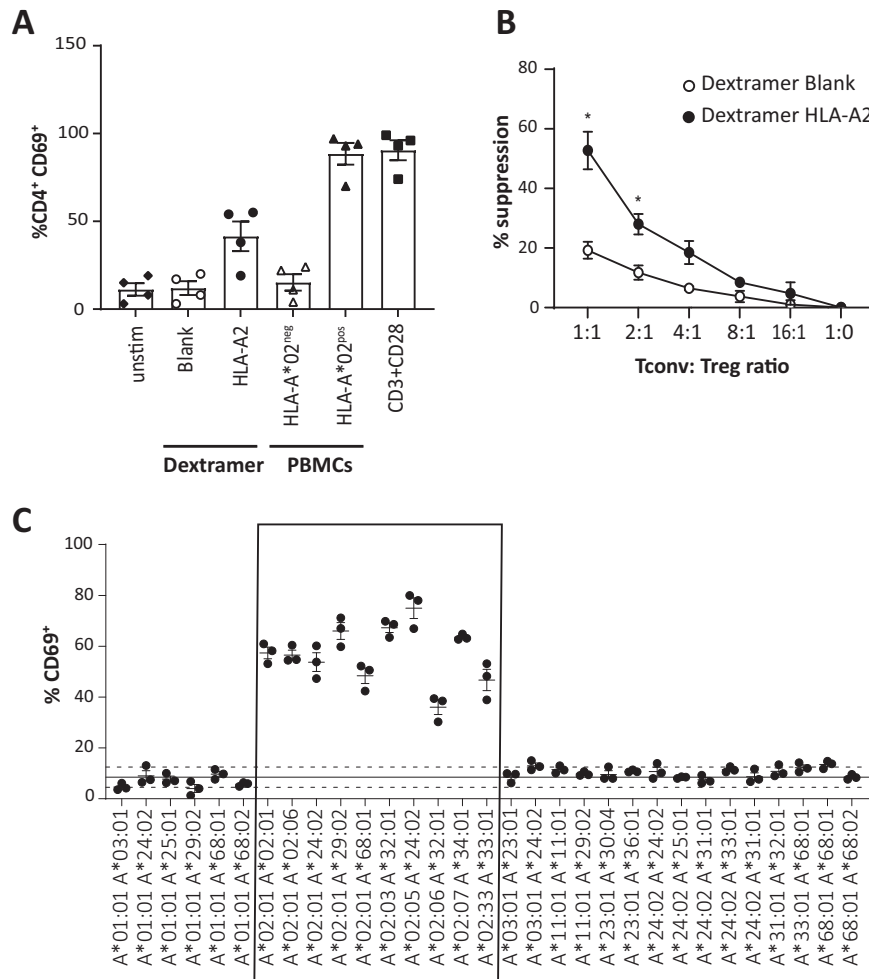 A
150
100
50
0
%CD4+ CD69+
unstim
Blank
HLA-A2
HLA-A*02neg
HLA-A*02pos
CD3+CD28
Dextramer
PBMCs
B
80
60
40
20
0
% suppression
Dextramer Blank
Dextramer HLA-A2
*
*
1:1 2:1 4:1 8:1 16:1 1:0
Tconv: Treg ratio
C
100
80
60
40
20
0
% CD69+
A*01:01 A*03:01
A*01:01 A*24:02
A*01:01 A*25:01
A*01:01 A*29:02
A*01:01 A*68:01
A*01:01 A*68:02
A*02:01 A*02:01
A*02:01 A*02:06
A*02:01 A*24:02
A*02:01 A*29:02
A*02:01 A*68:01
A*02:03 A*32:01
A*02:05 A*24:02
A*02:06 A*32:01
A*02:07 A*34:01
A*02:33 A*33:01
A*03:01 A*23:01
A*03:01 A*24:02
A*11:01 A*11:01
A*11:01 A*29:02
A*23:01 A*30:04
A*23:01 A*36:01
A*24:02 A*24:02
A*24:02 A*25:01
A*24:02 A*31:01
A*24:02 A*33:01
A*24:02 A*31:01
A*31:01 A*32:01
A*33:01 A*68:01
A*68:01 A*68:01
A*68:01 A*68:02